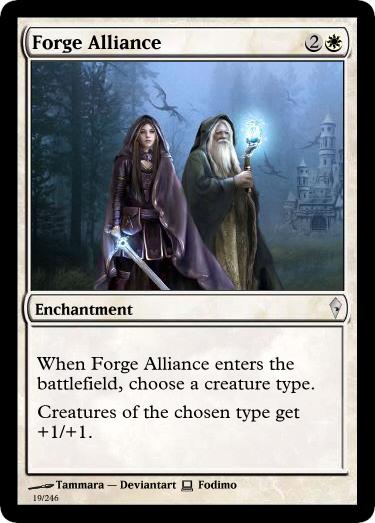 Forge Alliance 2
Enchantment
When Forge Alliance enters the
battlefield, choose a creature type.
Creatures of the chosen type get
+1/+1.
Tammara — Deviantart Fodimo
19/246